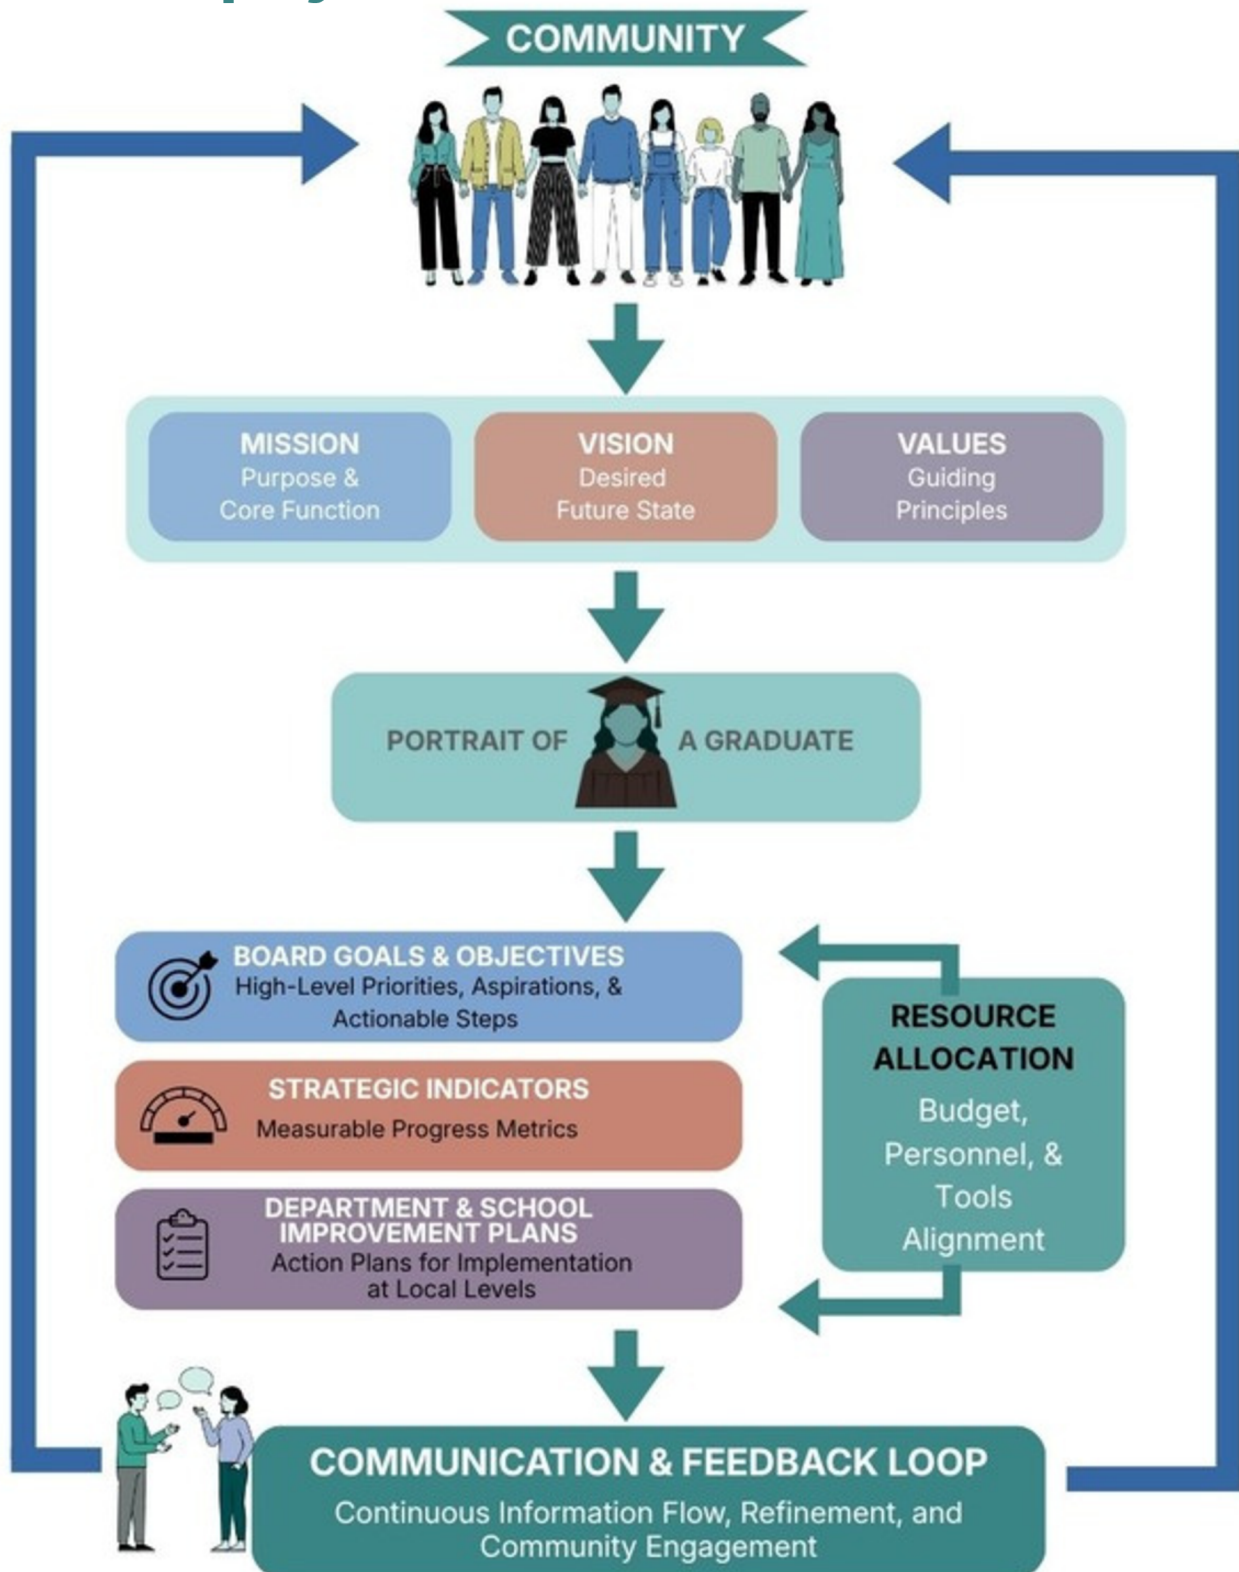 COMMUNITY
MISSION
Purpose &
Core Function
VISION
Desired
Future State
VALUES
Guiding
Principles
PORTRAIT OF A GRADUATE
BOARD GOALS & OBJECTIVES
High-Level Priorities, Aspirations, &
Actionable Steps
STRATEGIC INDICATORS
Measurable Progress Metrics
DEPARTMENT & SCHOOL
IMPROVEMENT PLANS
Action Plans for Implementation
at Local Levels
RESOURCE
ALLOCATION
Budget,
Personnel, &
Tools
Alignment
COMMUNICATION & FEEDBACK LOOP
Continuous Information Flow, Refinement, and
Community Engagement